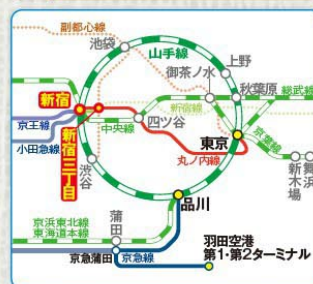 副都心線
池袋
山手線
上野
御茶ノ水
秋葉原
総武線
新宿
新宿線
京王線
四ツ谷
中央線
小田急線
新宿三丁目
東京
京葉線
丸ノ内線
渋谷
新木場
舞浜
品川
京浜東北線
東海道本線
蒲田
羽田空港
第1・第2ターミナル
京急蒲田
京急線